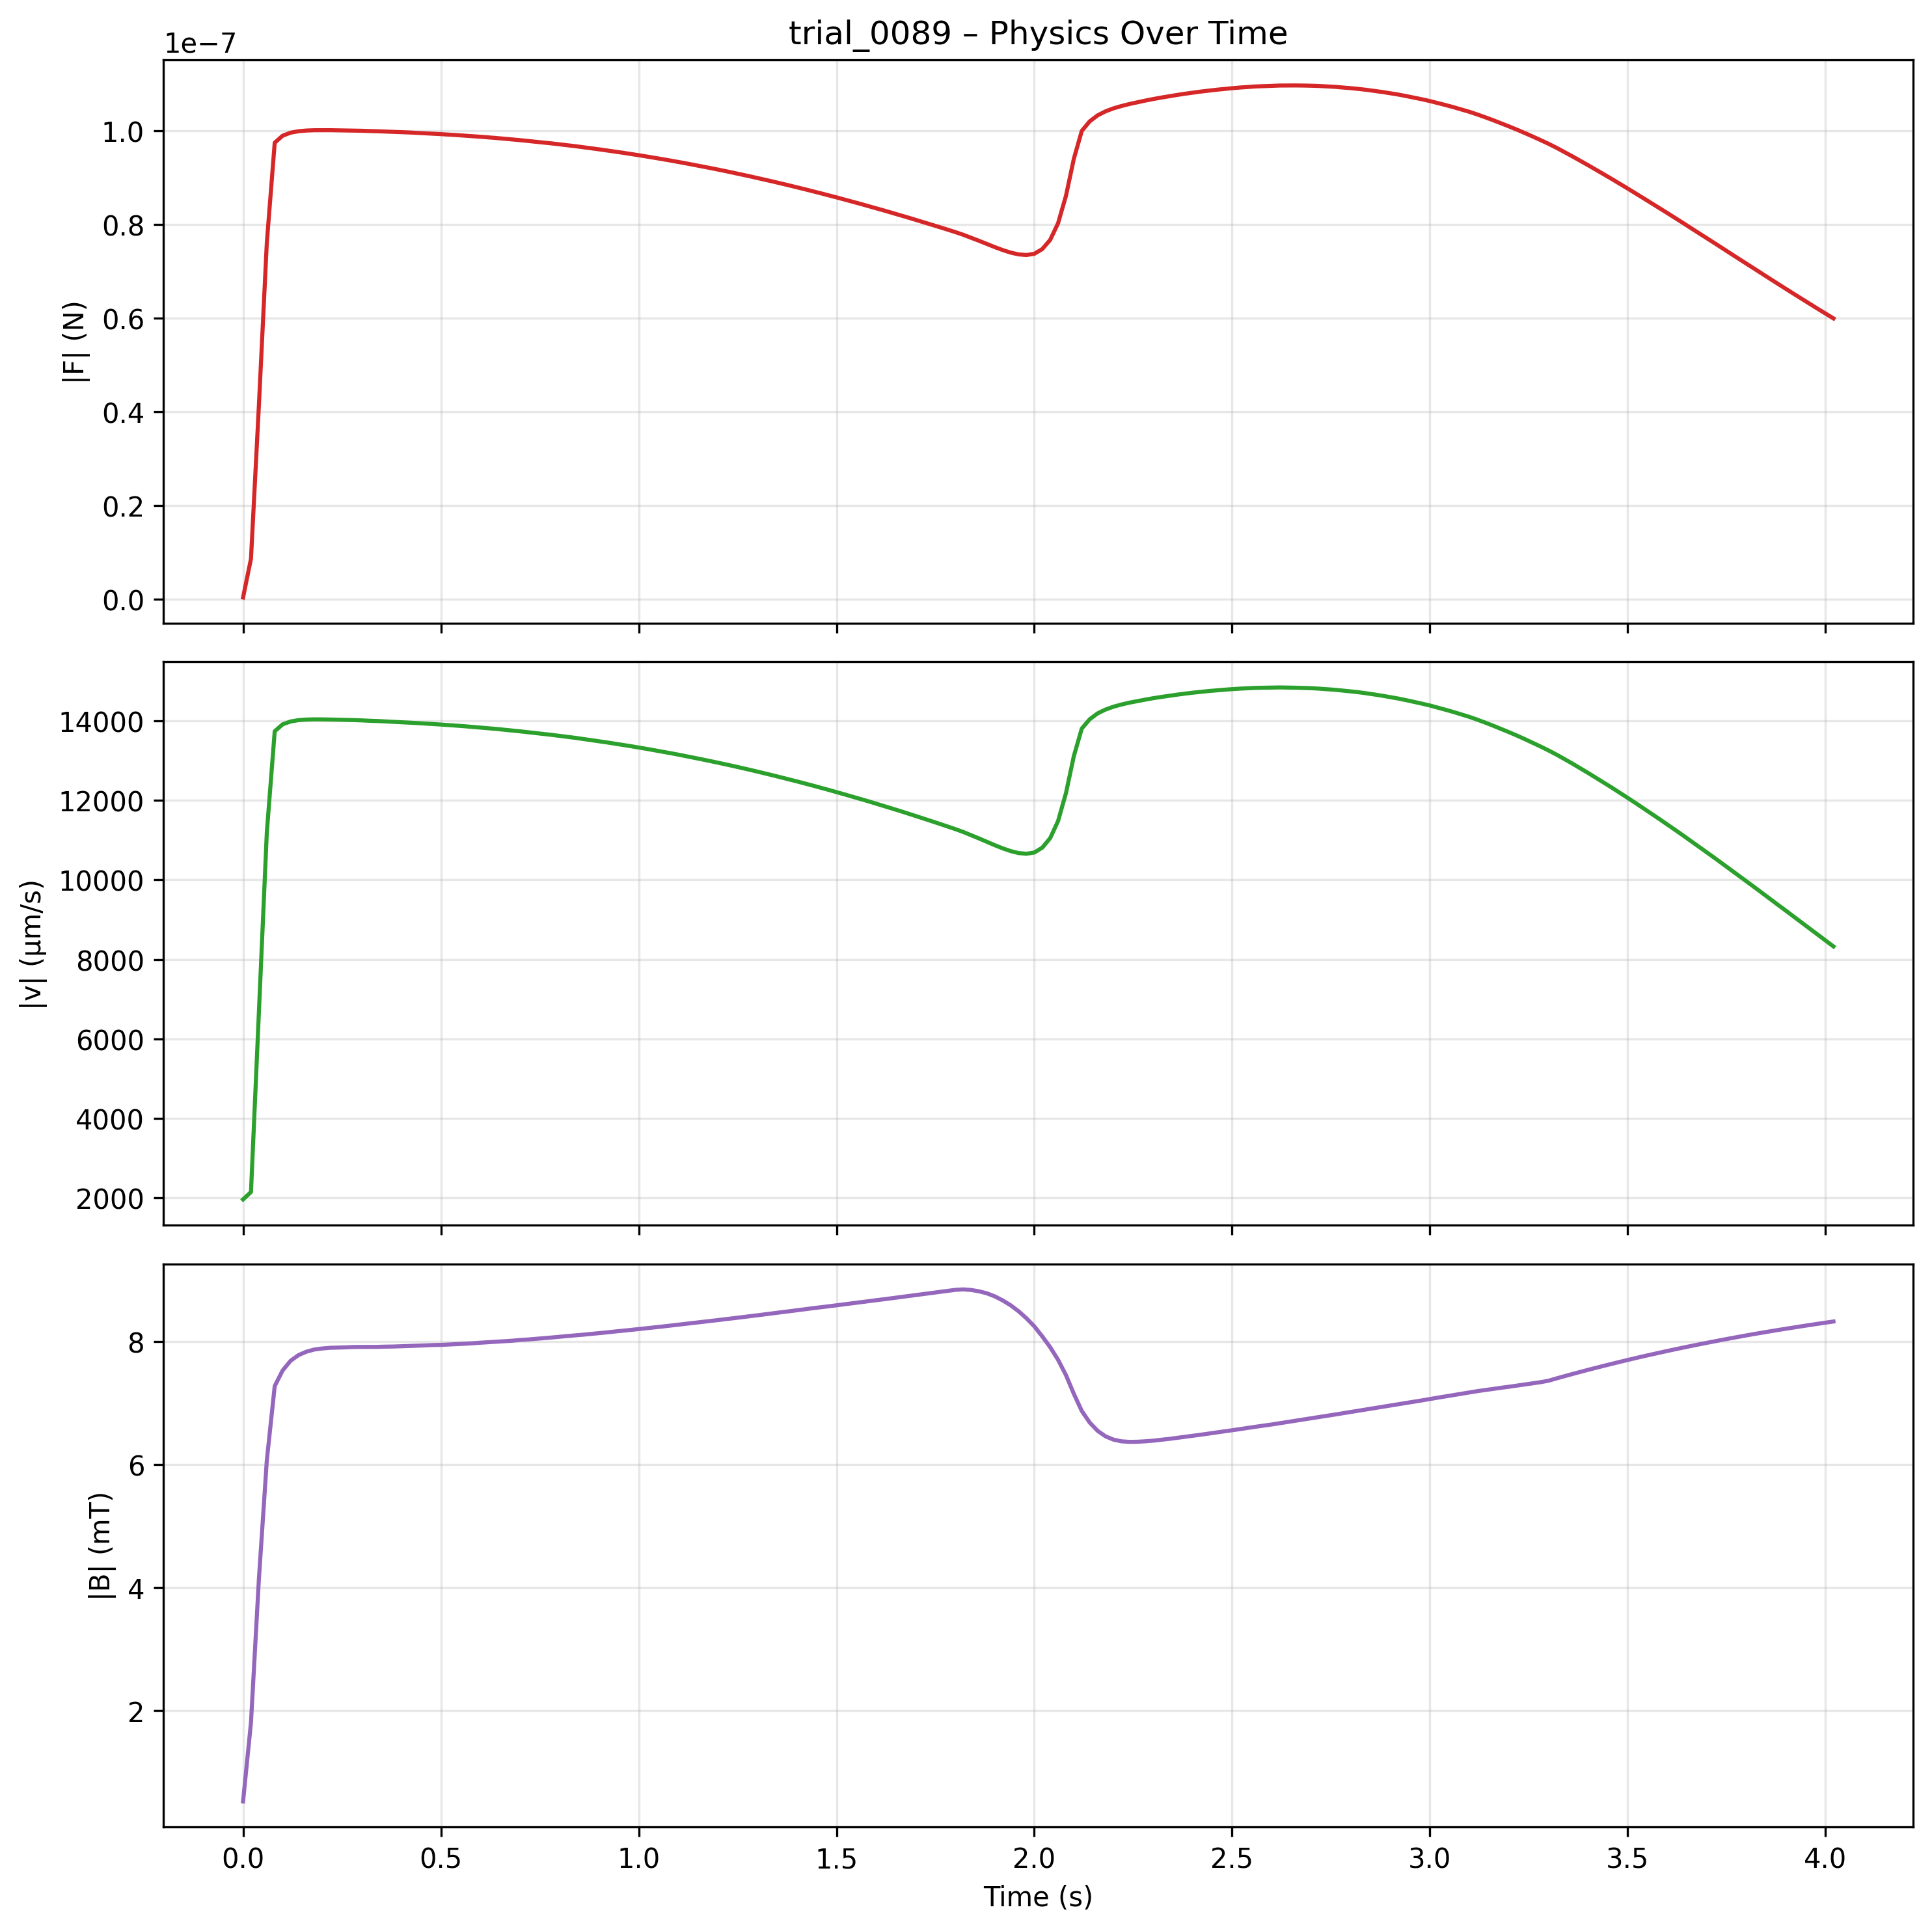 trial_0089 – Physics Over Time
1e−7
|F| (N)
1.0
0.8
0.6
0.4
0.2
0.0
|v| (µm/s)
14000
12000
10000
8000
6000
4000
2000
|B| (mT)
8
6
4
2
0.0 0.5 1.0 1.5 2.0 2.5 3.0 3.5 4.0
Time (s)